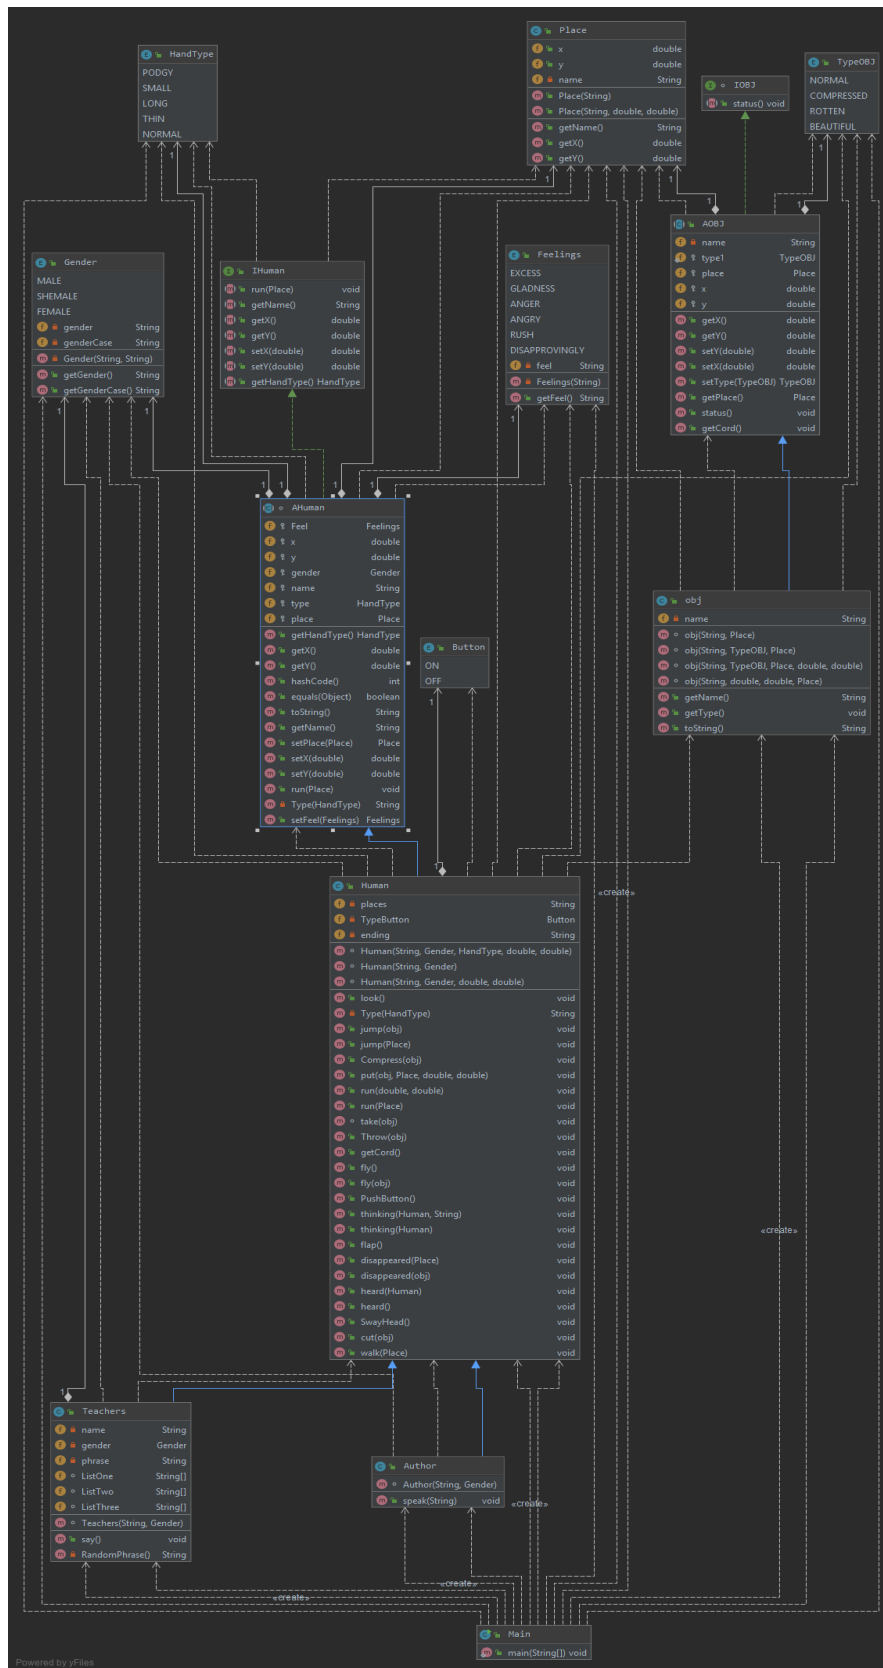 Place
x double
y double
name String
Place(String)
Place(String, double, double)
getName() String
getX() double
getY() double
HandType
PODGY
SMALL
LONG
THIN
NORMAL
IOBJ
status() void
TypeOBJ
NORMAL
COMPRESSED
ROTTEN
BEAUTIFUL
1
1
1
1
AOBJ
name String
type1 TypeOBJ
place Place
x double
y double
getX() double
getY() double
setY(double) double
setX(double) double
setType(TypeOBJ) TypeOBJ
getPlace() Place
status() void
getCord() void
Gender
MALE
SHEMALE
FEMALE
gender String
genderCase String
Gender(String, String)
getGender() String
getGenderCase() String
IHuman
run(Place) void
getName() String
getX() double
getY() double
setX(double) double
setY(double) double
getHandType() HandType
Feelings
EXCESS
GLADNESS
ANGER
ANGRY
RUSH
DISAPPROVINGLY
feel String
Feelings(String)
getFeel() String
1
1
1
1
1
1
1
AHuman
Feel Feelings
x double
y double
gender Gender
name String
type HandType
place Place
getHandType() HandType
getX() double
getY() double
hashCode() int
equals(Object) boolean
toString() String
getName() String
setPlace(Place) Place
setX(double) double
setY(double) double
run(Place) void
Type(HandType) String
setFeel(Feelings) Feelings
obj
name String
obj(String, Place)
obj(String, TypeOBJ, Place)
obj(String, TypeOBJ, Place, double, double)
obj(String, double, double, Place)
getName() String
getType() void
toString() String
Button
ON
OFF
1
1
Human
places String
TypeButton Button
ending String
Human(String, Gender, HandType, double, double)
Human(String, Gender)
Human(String, Gender, double, double)
look() void
Type(HandType) String
jump(obj) void
jump(Place) void
Compress(obj) void
put(obj, Place, double, double) void
run(double, double) void
run(Place) void
take(obj) void
Throw(obj) void
getCord() void
fly() void
fly(obj) void
PushButton() void
thinking(Human, String) void
thinking(Human) void
flap() void
disappeared(Place) void
disappeared(obj) void
heard(Human) void
heard() void
SwayHead() void
cut(obj) void
walk(Place) void
«create»
«create»
1
Teachers
name String
gender Gender
phrase String
ListOne String[]
ListTwo String[]
ListThree String[]
Teachers(String, Gender)
say() void
RandomPhrase() String
Author
Author(String, Gender)
speak(String) void
«create»
«create»
«create»
Main
main(String[]) void
Powered by yFiles